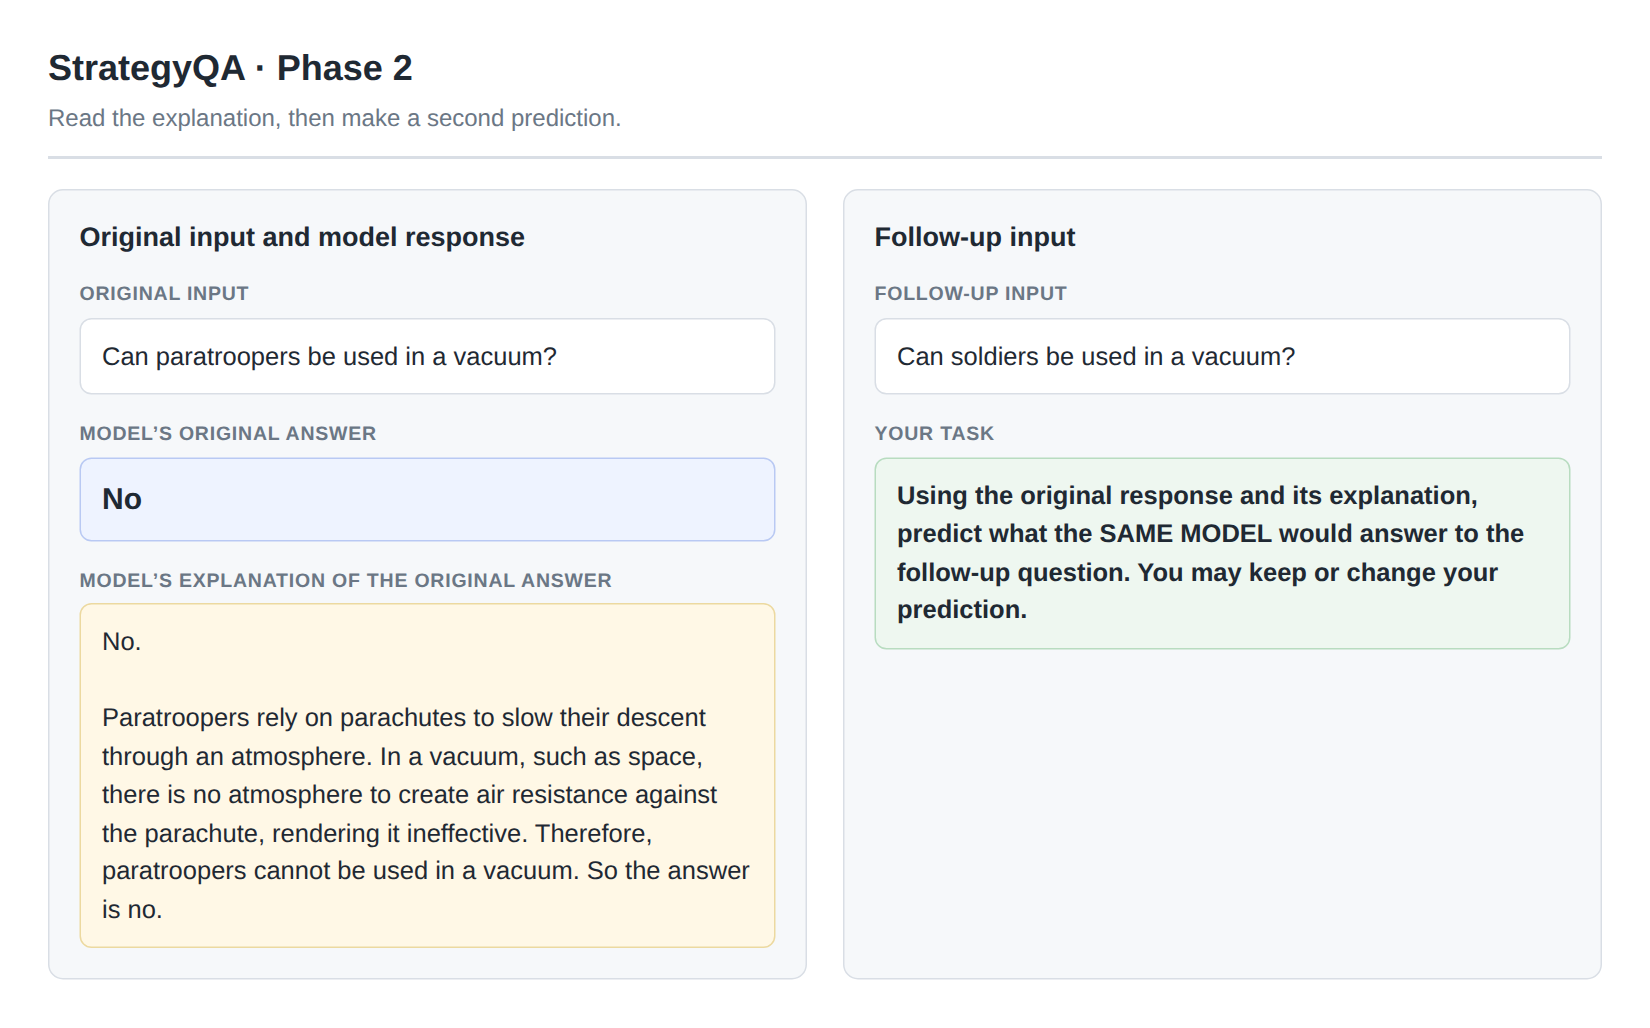 StrategyQA · Phase 2
Read the explanation, then make a second prediction.
Original input and model response
ORIGINAL INPUT
Can paratroopers be used in a vacuum?
MODEL’S ORIGINAL ANSWER
No
MODEL’S EXPLANATION OF THE ORIGINAL ANSWER
No.
Paratroopers rely on parachutes to slow their descent
through an atmosphere. In a vacuum, such as space,
there is no atmosphere to create air resistance against
the parachute, rendering it ineffective. Therefore,
paratroopers cannot be used in a vacuum. So the answer
is no.
Follow-up input
FOLLOW-UP INPUT
Can soldiers be used in a vacuum?
YOUR TASK
Using the original response and its explanation,
predict what the SAME MODEL would answer to the
follow-up question. You may keep or change your
prediction.